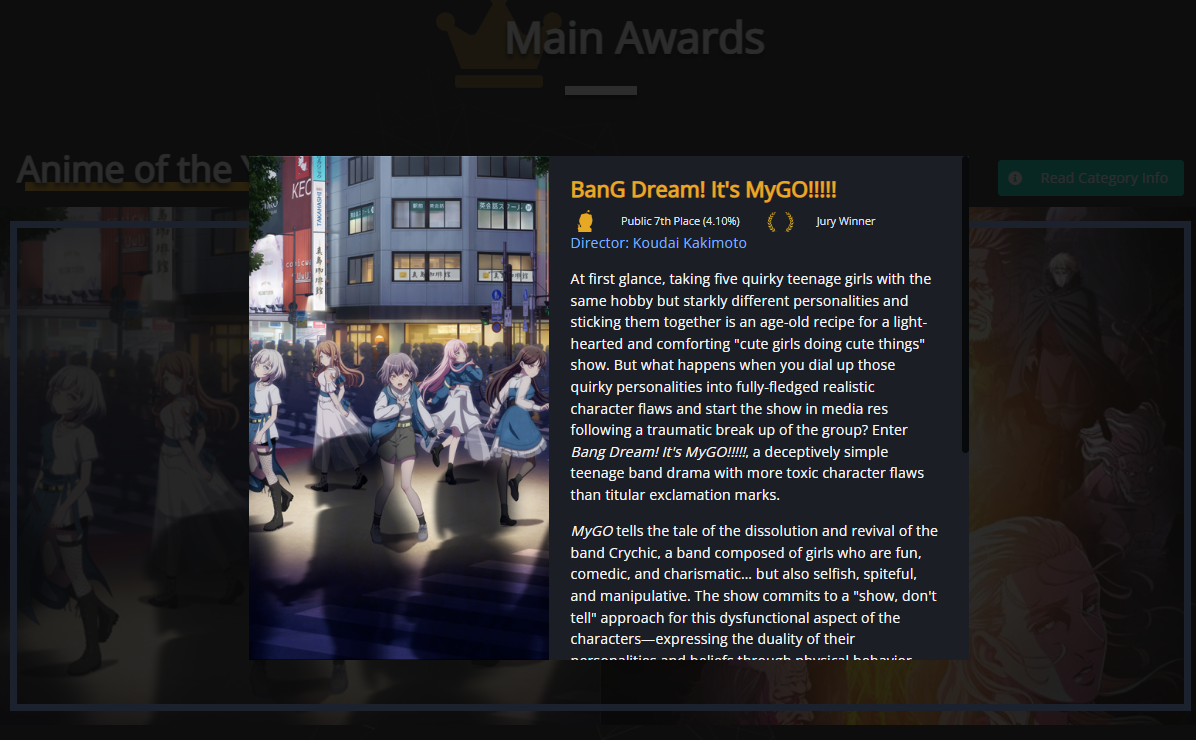 Main Awards
Anime of the Y
Read Category Info
KEC
TAKAHASHI
BanG Dream! It's MyGO!!!!!
Public 7th Place (4.10%) Jury Winner
Director: Koudai Kakimoto
At first glance, taking five quirky teenage girls with the
same hobby but starkly different personalities and
sticking them together is an age-old recipe for a light-
hearted and comforting "cute girls doing cute things"
show. But what happens when you dial up those
quirky personalities into fully-fledged realistic
character flaws and start the show in media res
following a traumatic break up of the group? Enter
Bang Dream! It's MyGO!!!!!, a deceptively simple
teenage band drama with more toxic character flaws
than titular exclamation marks.
MyGO tells the tale of the dissolution and revival of the
band Crychic, a band composed of girls who are fun,
comedic, and charismatic... but also selfish, spiteful,
and manipulative. The show commits to a "show, don't
tell" approach for this dysfunctional aspect of the
characters—expressing the duality of their
personalities and beliefs through physical behavior,